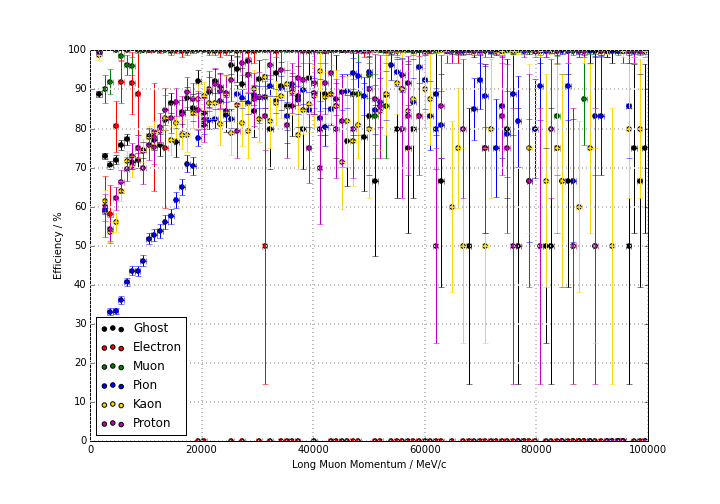 100
90
80
70
60
50
40
30
20
10
0
Efficiency / %
Ghost
Electron
Muon
Pion
Kaon
Proton
0 20000 40000 60000 80000 100000
Long Muon Momentum / MeV/c